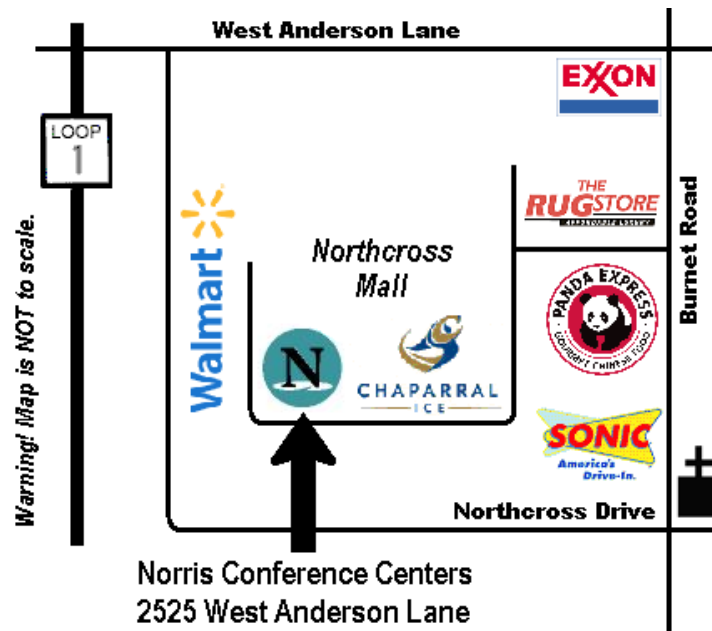 West Anderson Lane
EXXON
LOOP
1
THE
RUGSTORE
AFFORDABLE LUXURY
Burnet Road
Walmart
Northcross
Mall
Warning! Map is NOT to scale.
PANDA EXPRESS
GOURMET CHINESE FOOD
N
CHAPARRAL
ICE
SONIC
America's
Drive-In.
Northcross Drive
Norris Conference Centers
2525 West Anderson Lane